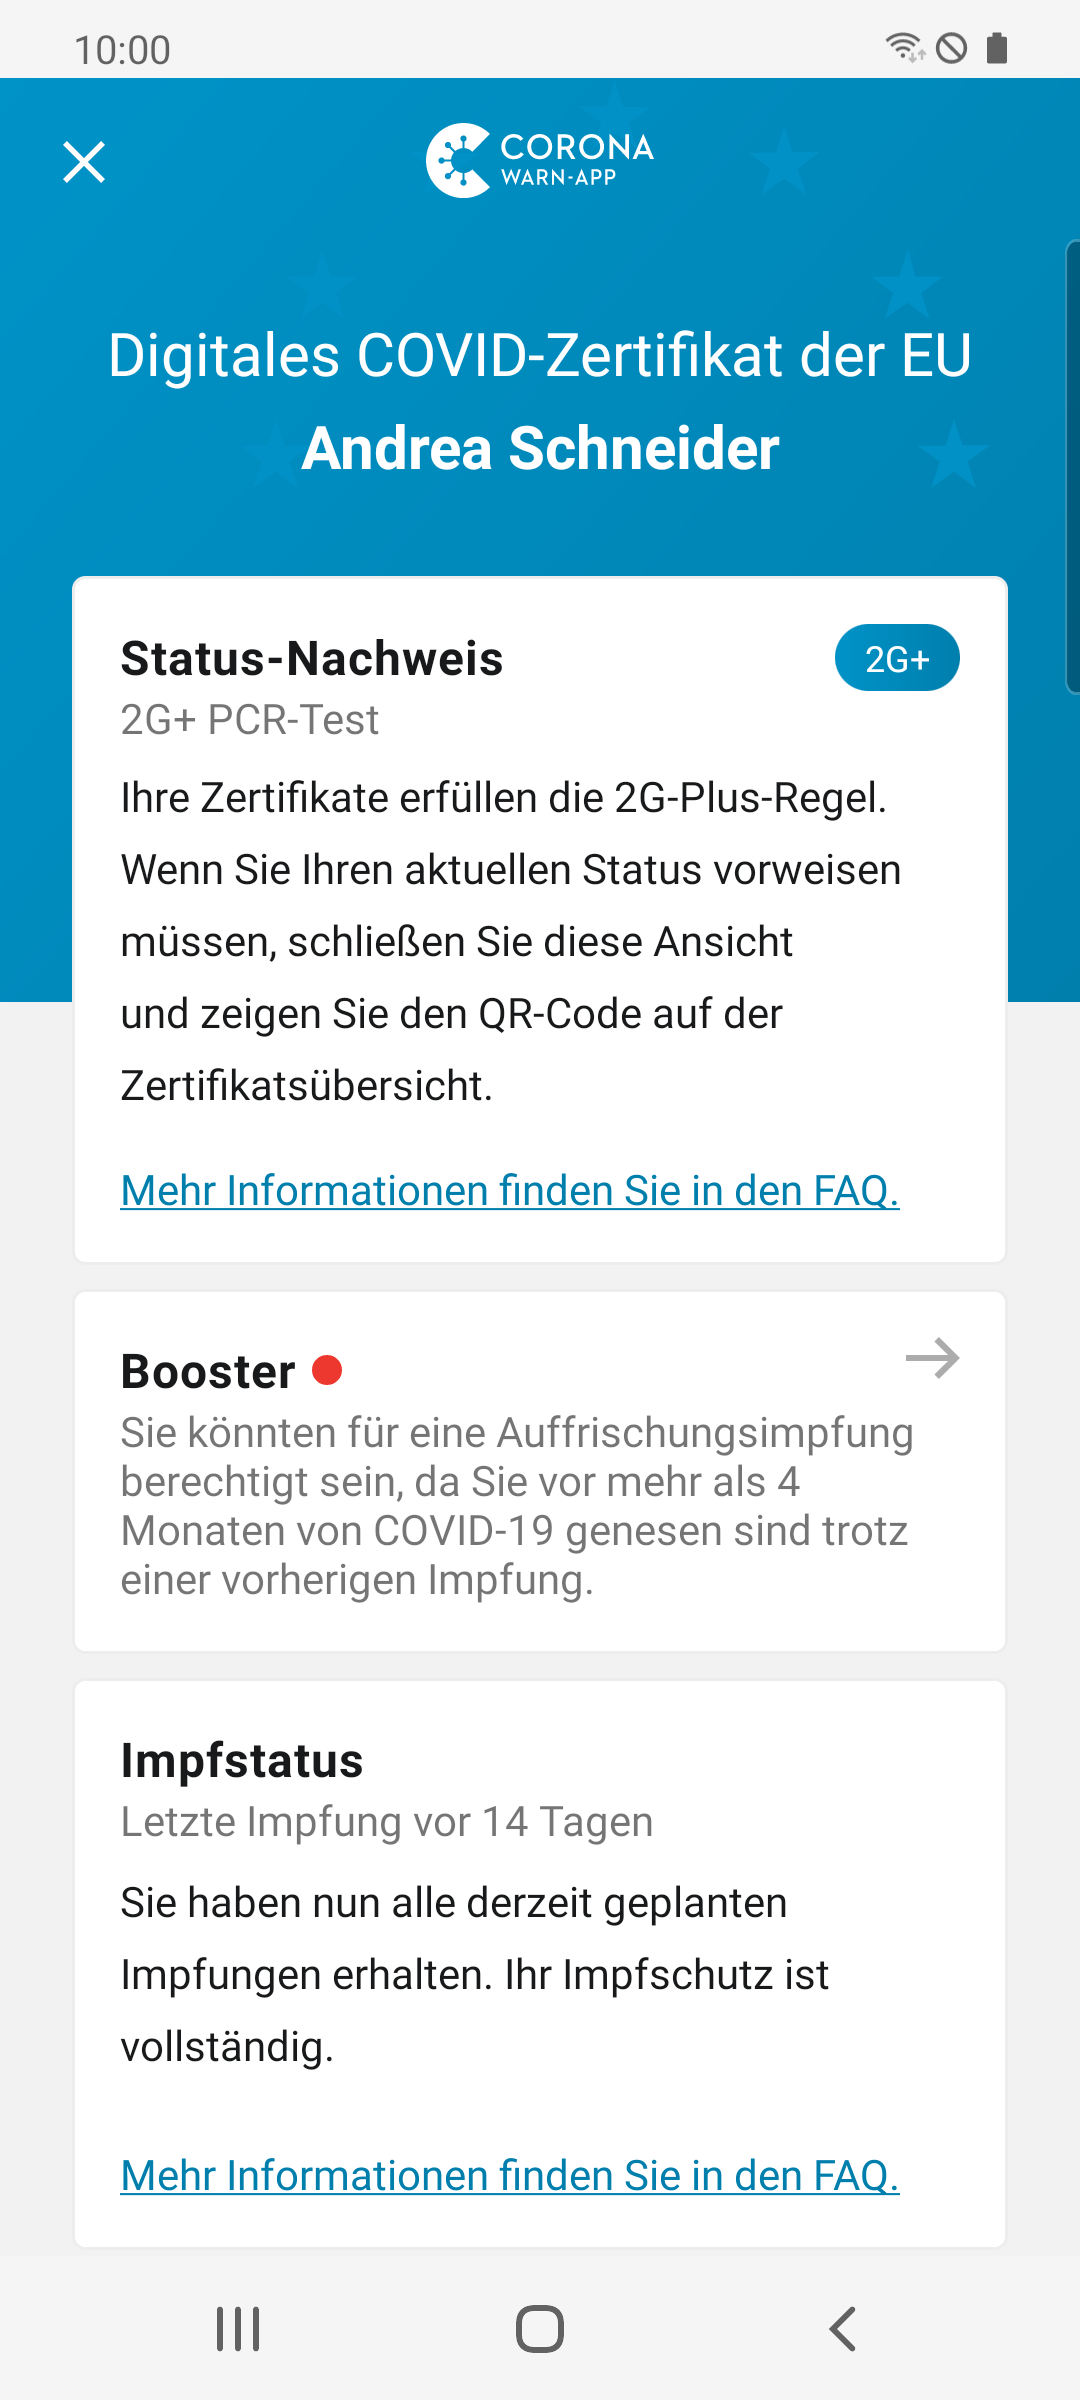 10:00
CORONA
WARN-APP
Digitales COVID-Zertifikat der EU
Andrea Schneider
Status-Nachweis
2G+
2G+ PCR-Test
Ihre Zertifikate erfüllen die 2G-Plus-Regel.
Wenn Sie Ihren aktuellen Status vorweisen
müssen, schließen Sie diese Ansicht
und zeigen Sie den QR-Code auf der
Zertifikatsübersicht.
Mehr Informationen finden Sie in den FAQ.
Booster
Sie könnten für eine Auffrischungsimpfung
berechtigt sein, da Sie vor mehr als 4
Monaten von COVID-19 genesen sind trotz
einer vorherigen Impfung.
Impfstatus
Letzte Impfung vor 14 Tagen
Sie haben nun alle derzeit geplanten
Impfungen erhalten. Ihr Impfschutz ist
vollständig.
Mehr Informationen finden Sie in den FAQ.